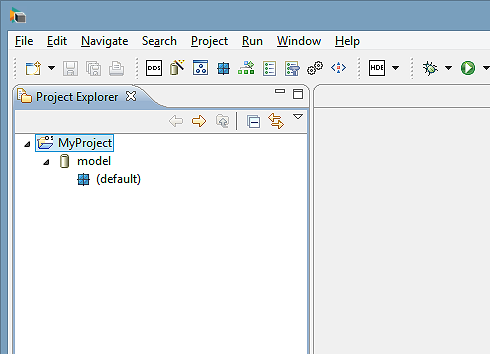 File Edit Navigate Search Project Run Window Help
DDS HDE
Project Explorer
MyProject
model
(default)